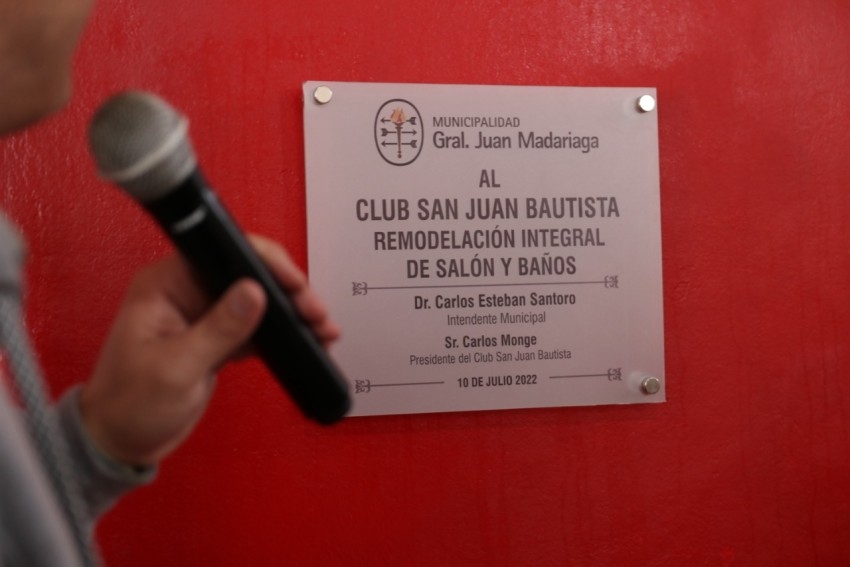 MUNICIPALIDAD
Gral. Juan Madariaga
AL
CLUB SAN JUAN BAUTISTA
REMODELACIÓN INTEGRAL
DE SALÓN Y BAÑOS
Dr. Carlos Esteban Santoro
Intendente Municipal
Sr. Carlos Monge
Presidente del Club San Juan Bautista
10 DE JULIO 2022